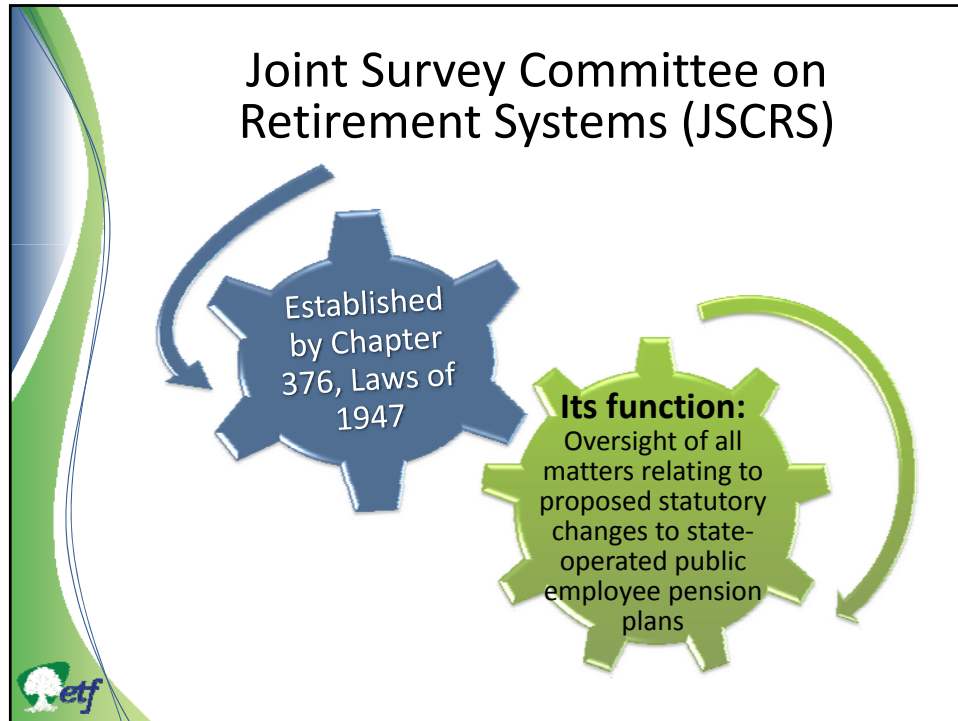 Joint Survey Committee on
Retirement Systems (JSCRS)
Established
by Chapter
376, Laws of
1947
Its function:
Oversight of all
matters relating to
proposed statutory
changes to state-
operated public
employee pension
plans
etf